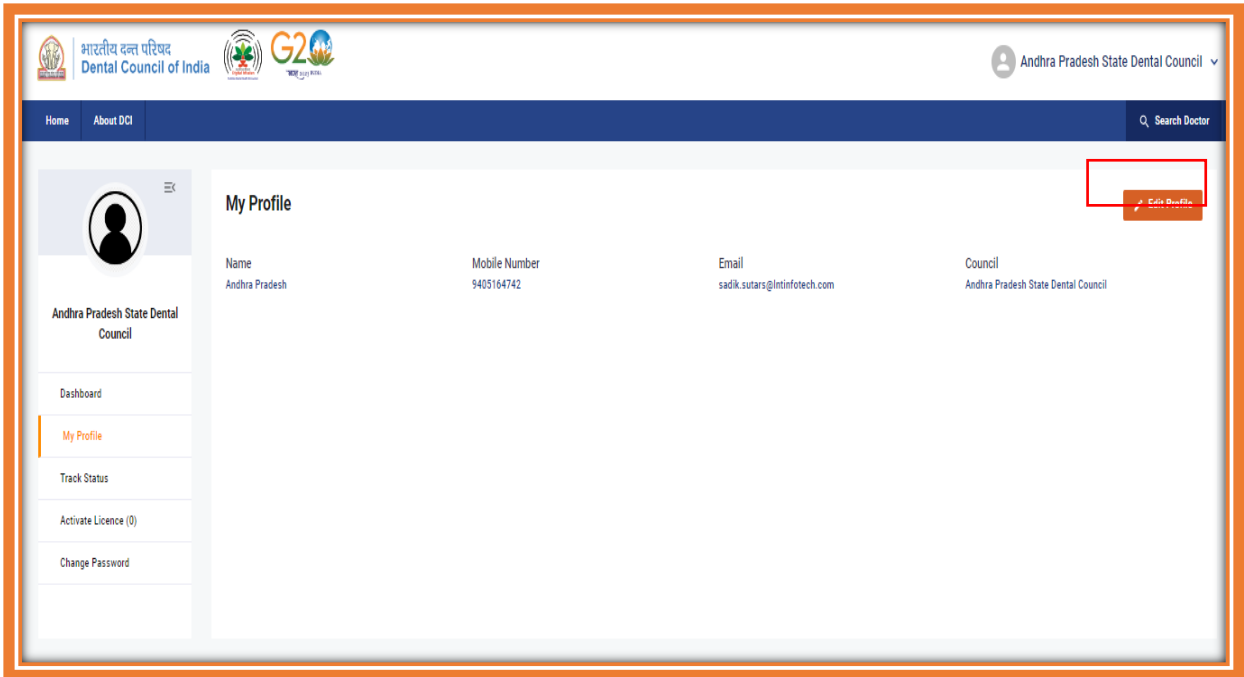 भारतीय दन्त परिषद
Dental Council of India
G20
Andhra Pradesh State Dental Council
Home
About DCI
Search Doctor
My Profile
Edit Profile
Name
Mobile Number
Email
Council
Andhra Pradesh
9405164742
sadik.sutars@lntinfotech.com
Andhra Pradesh State Dental Council
Andhra Pradesh State Dental
Council
Dashboard
My Profile
Track Status
Activate Licence (0)
Change Password